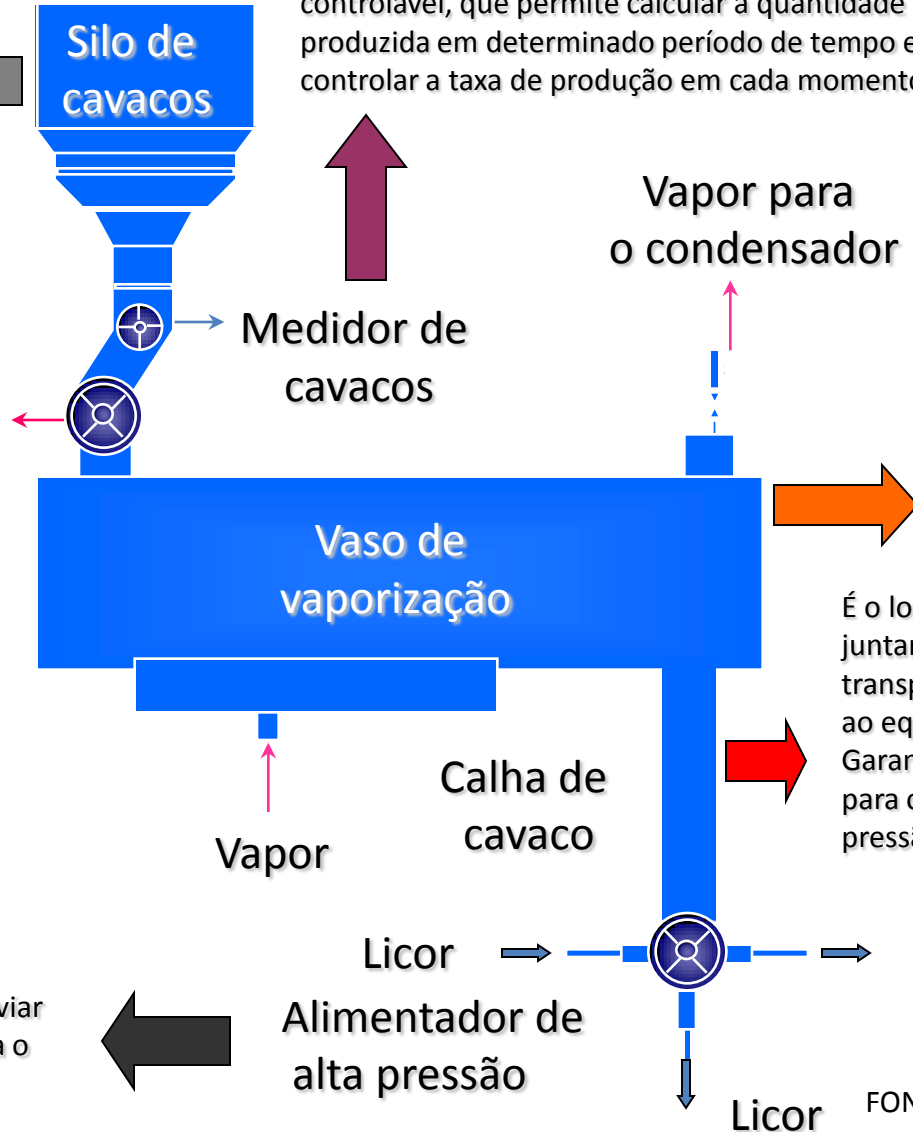 controlável, que permite calcular a quantidade
produzida em determinado período de tempo e
controlar a taxa de produção em cada momento
Silo de
cavacos
Vapor para
o condensador
Medidor de
cavacos
Vaso de
vaporização
É o lo
juntar
transp
ao eq
Garar
para
pressã
Calha de
cavaco
Vapor
Licor
viar
a o
Alimentador de
alta pressão
Licor
FON